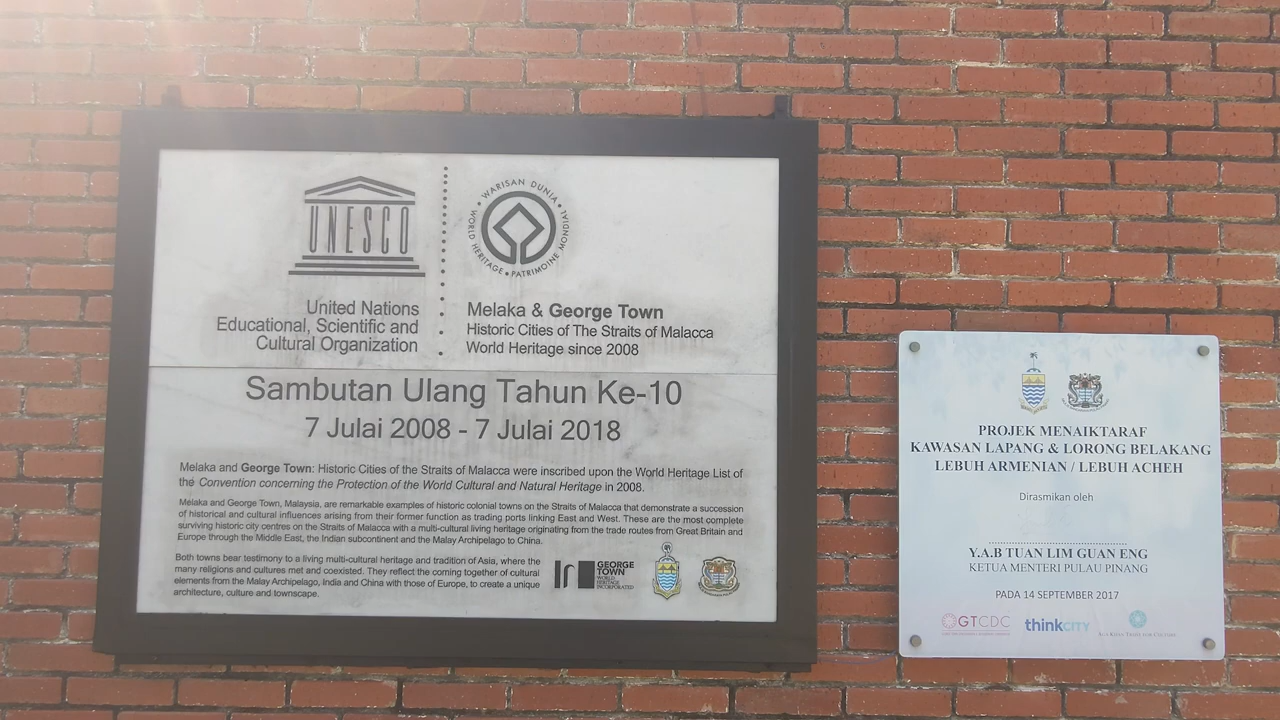 UNESCO
WARISAN DUNIA • PATRIMOINE MONDIAL • WORLD HERITAGE •
United Nations
Educational, Scientific and
Cultural Organization
Melaka & George Town
Historic Cities of The Straits of Malacca
World Heritage since 2008
Sambutan Ulang Tahun Ke-10
7 Julai 2008 - 7 Julai 2018
Melaka and George Town: Historic Cities of the Straits of Malacca were inscribed upon the World Heritage List of
the Convention concerning the Protection of the World Cultural and Natural Heritage in 2008.
Melaka and George Town, Malaysia, are remarkable examples of historic colonial towns on the Straits of Malacca that demonstrate a succession
of historical and cultural influences arising from their former function as trading ports linking East and West. These are the most complete
surviving historic city centres on the Straits of Malacca with a multi-cultural living heritage originating from the trade routes from Great Britain and
Europe through the Middle East, the Indian subcontinent and the Malay Archipelago to China.
Both towns bear testimony to a living multi-cultural heritage and tradition of Asia, where the
many religions and cultures met and coexisted. They reflect the coming together of cultural
elements from the Malay Archipelago, India and China with those of Europe, to create a unique
architecture, culture and townscape.
GEORGE
TOWN
WORLD
HERITAGE
INCORPORATED
PROJEK MENAIKTARAF
KAWASAN LAPANG & LORONG BELAKANG
LEBUH ARMENIAN / LEBUH ACHEH
Dirasmikan oleh
Y.A.B TUAN LIM GUAN ENG
KETUA MENTERI PULAU PINANG
PADA 14 SEPTEMBER 2017
GTCDC
thinkCITY
AGA KHAN TRUST FOR CULTURE